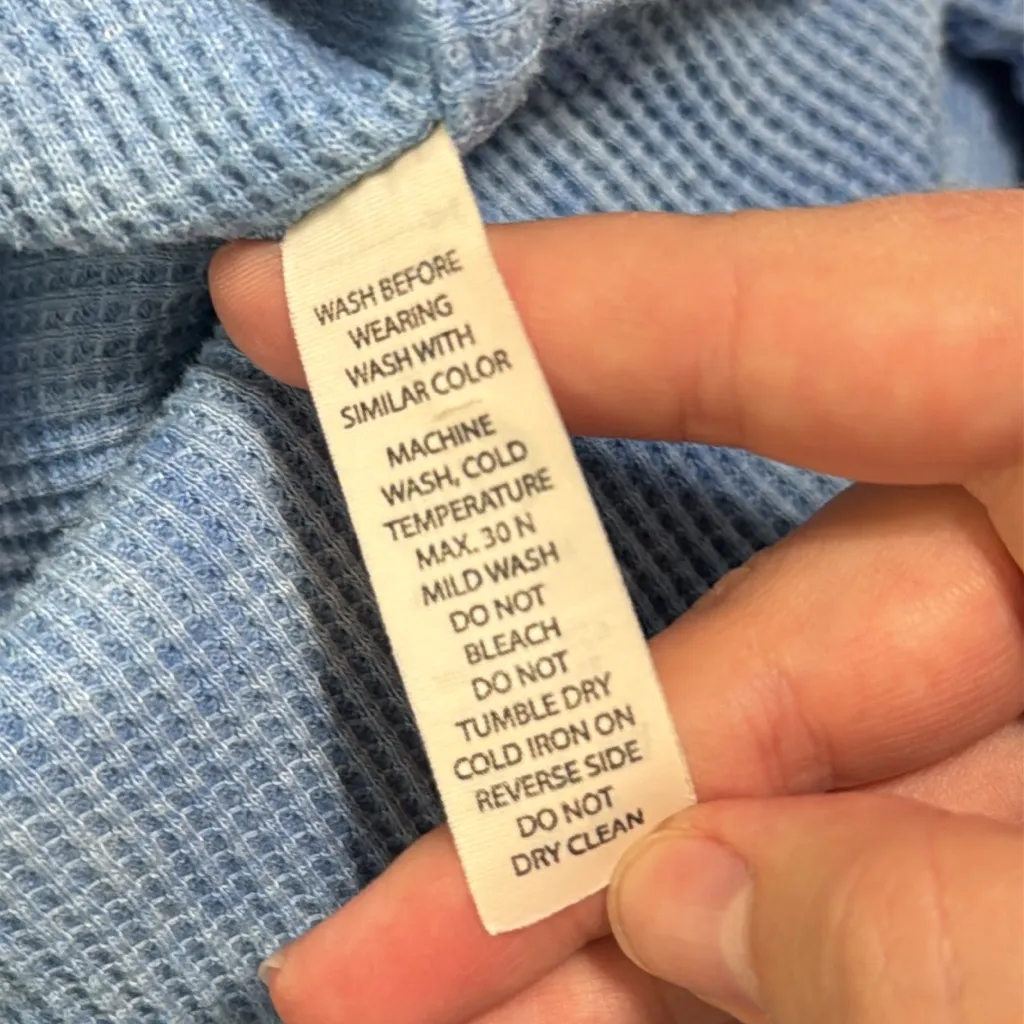 WASH BEFORE
WEARING
WASH WITH
SIMILAR COLOR
MACHINE
WASH, COLD
TEMPERATURE
MAX. 30 N
MILD WASH
DO NOT
BLEACH
DO NOT
TUMBLE DRY
COLD IRON ON
REVERSE SIDE
DO NOT
DRY CLEAN